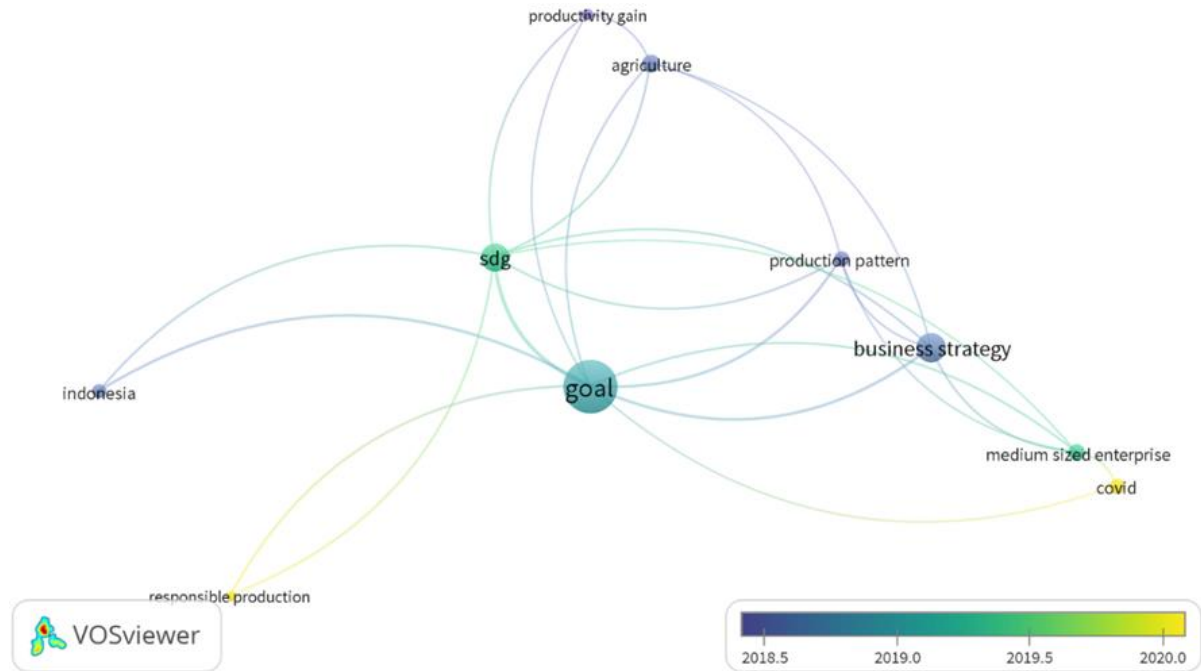 productivity gain
agriculture
sdg
production pattern
business strategy
goal
indonesia
medium sized enterprise
covid
responsible production
VOSviewer
2018.5 2019.0 2019.5 2020.0